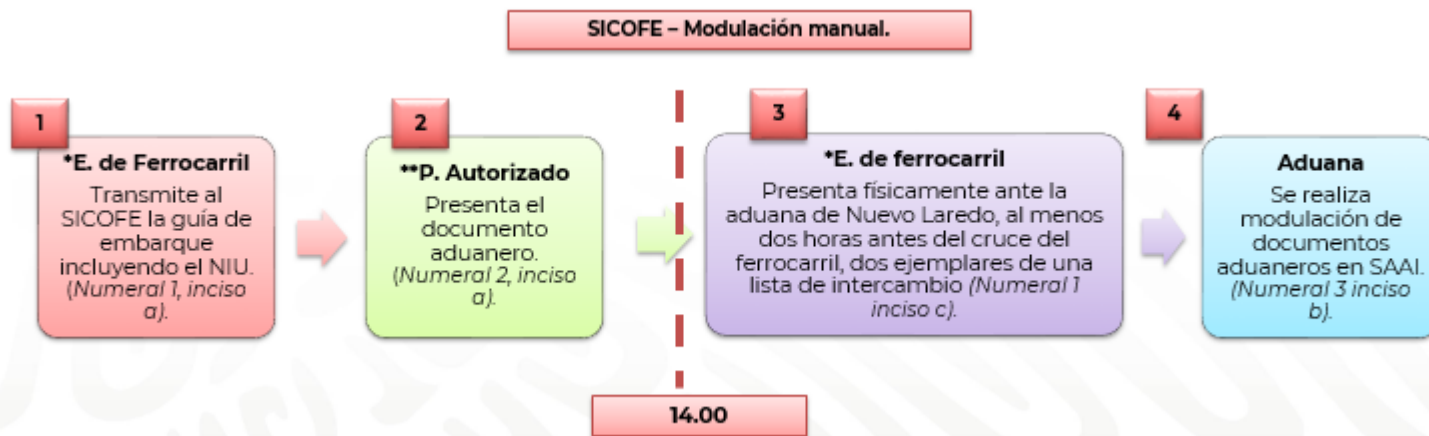 SICOFE – Modulación manual.
1
*E. de Ferrocarril
Transmite al
SICOFE la guía de
embarque
incluyendo el NIU.
(Numeral 1, inciso
a).
2
**P. Autorizado
Presenta el
documento
aduanero.
(Numeral 2, inciso
a).
3
*E. de ferrocarril
Presenta físicamente ante la
aduana de Nuevo Laredo, al menos
dos horas antes del cruce del
ferrocarril, dos ejemplares de una
lista de intercambio (Numeral 1
inciso c).
4
Aduana
Se realiza
modulación de
documentos
aduaneros en SAAI.
(Numeral 3 inciso
b).
14.00